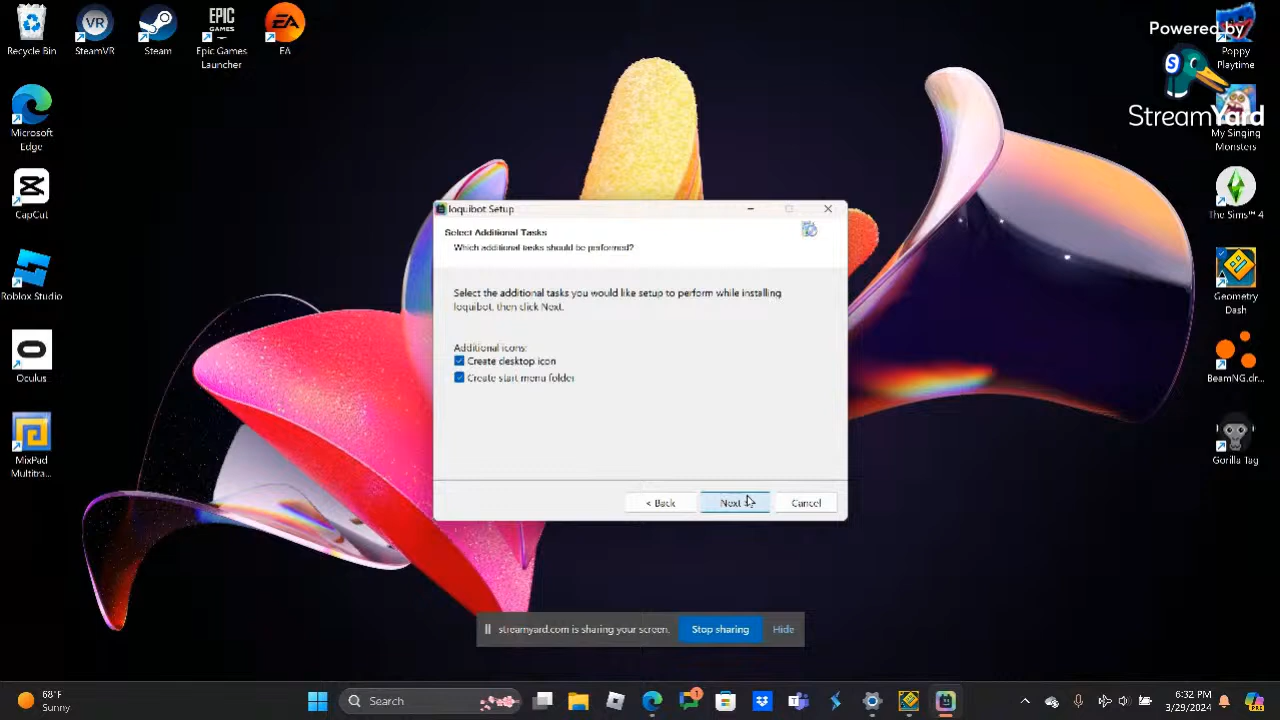 Recycle Bin
SteamVR
Steam
Epic Games
Launcher
EA
Powered by
StreamYard
Poppy
Playtime
Microsoft
Edge
My Singing
Monsters
CapCut
The Sims™ 4
Roblox Studio
Geometry
Dash
Oculus
BeamNG.dr...
MixPad
Multitra...
Gorilla Tag
loquibot Setup
Select Additional Tasks
Which additional tasks should be performed?
Select the additional tasks you would like setup to perform while installing
loquibot, then click Next.
Additional icons:
Create desktop icon
Create start menu folder
< Back
Next >
Cancel
streamyard.com is sharing your screen.
Stop sharing
Hide
68°F
Sunny
Search
6:32 PM
3/29/2024